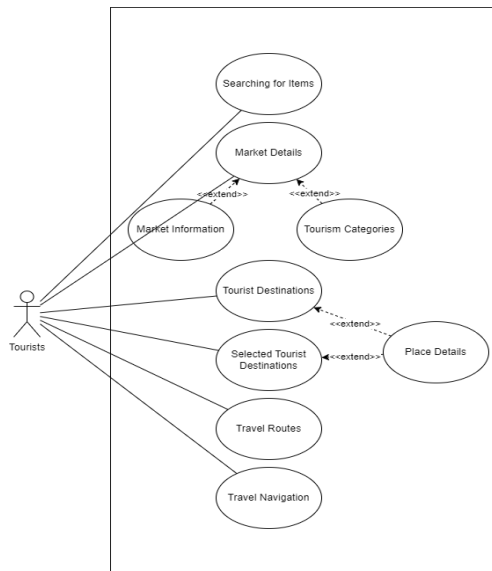 Searching for Items
Market Details
<<extend>>
<<extend>>
Market Information
Tourism Categories
Tourist Destinations
<<extend>>
Tourists
Selected Tourist
Destinations
<<extend>>
Place Details
Travel Routes
Travel Navigation